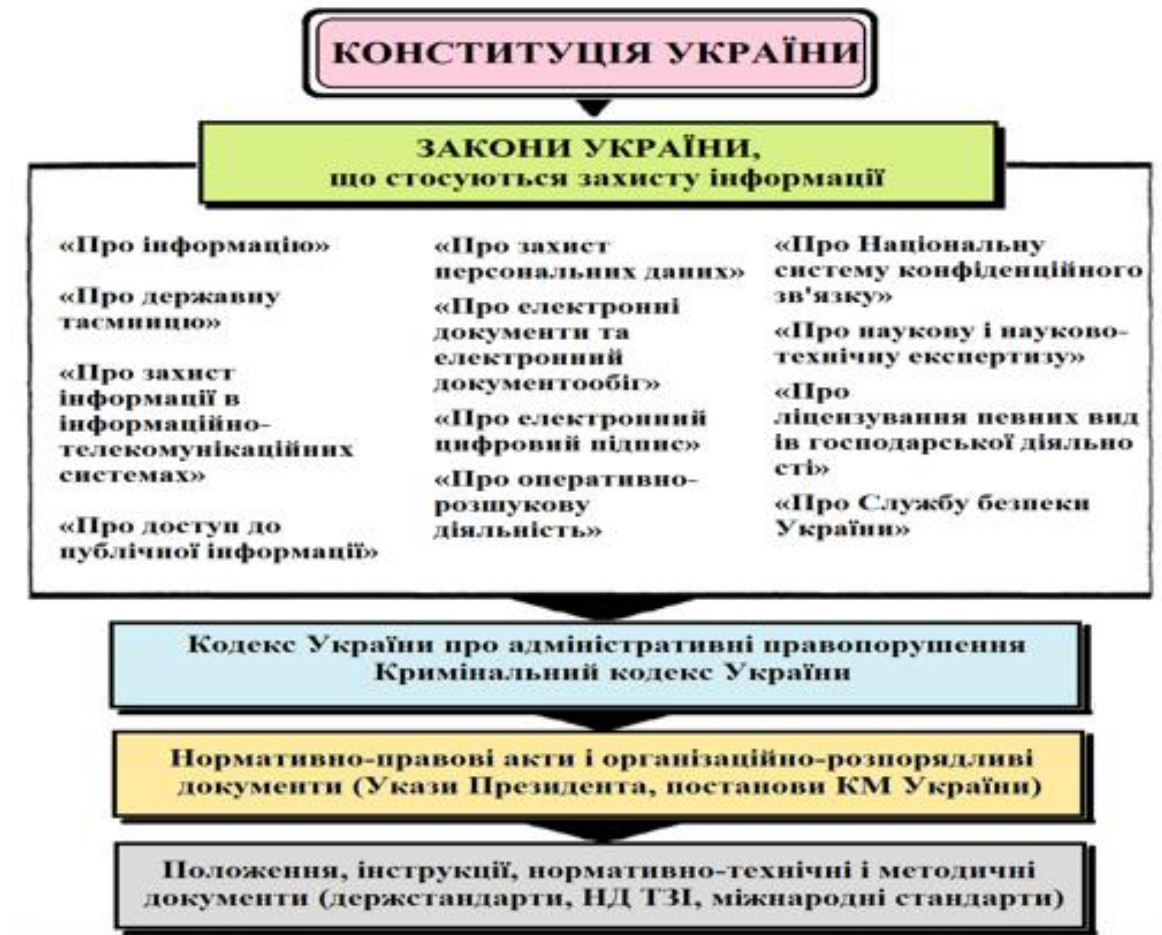 КОНСТИТУЦІЯ УКРАЇНИ
ЗАКОНИ УКРАЇНИ,
що стосуються захисту інформації
«Про інформацію»
«Про державну
таємницю»
«Про захист
інформації в
інформаційно-
телекомунікаційних
системах»
«Про доступ до
публічної інформації»
«Про захист
персональних даних»
«Про електронні
документи та
електронний
документообіг»
«Про електронний
цифровий підпис»
«Про оперативно-
розшукову
діяльність»
«Про Національну
систему конфіденційного
зв'язку»
«Про наукову і науково-
технічну експертизу»
«Про
ліцензування певних вид
ів господарської діяльно
сті»
«Про Службу безпеки
України»
Кодекс України про адміністративні правопорушення
Кримінальний кодекс України
Нормативно-правові акти і організаційно-розпорядливі
документи (Укази Президента, постанови КМ України)
Положення, інструкції, нормативно-технічні і методичні
документи (держстандарти, НД ТЗІ, міжнародні стандарти)